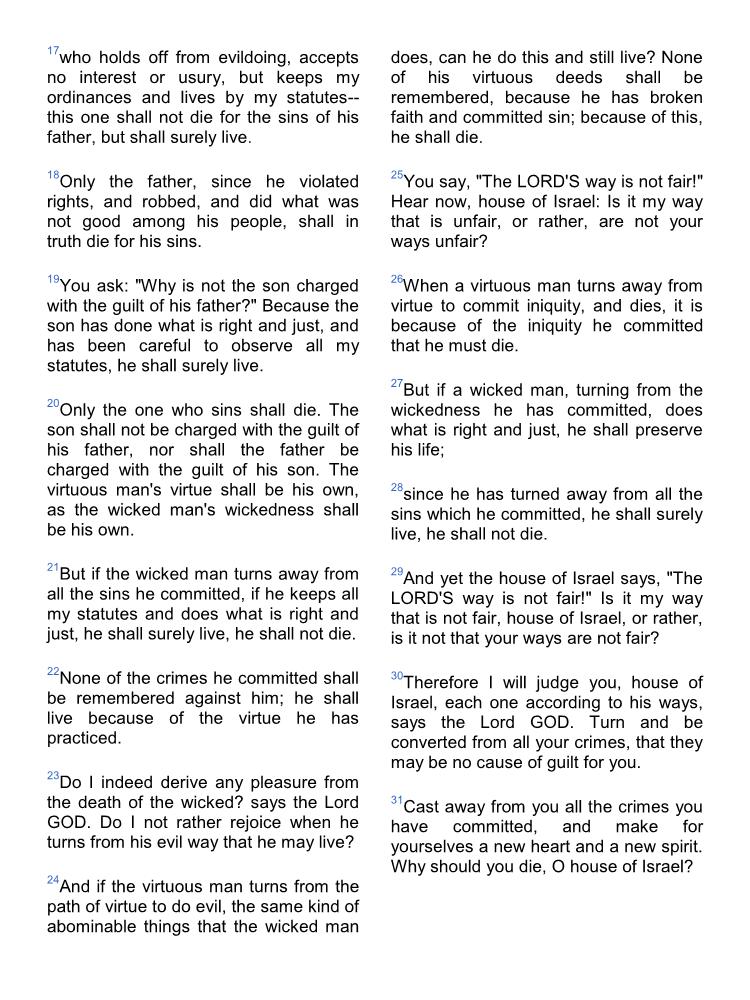 17who holds off from evildoing, accepts
no interest or usury, but keeps my
ordinances and lives by my statutes--
this one shall not die for the sins of his
father, but shall surely live.
18Only the father, since he violated
rights, and robbed, and did what was
not good among his people, shall in
truth die for his sins.
19You ask: "Why is not the son charged
with the guilt of his father?" Because the
son has done what is right and just, and
has been careful to observe all my
statutes, he shall surely live.
20Only the one who sins shall die. The
son shall not be charged with the guilt of
his father, nor shall the father be
charged with the guilt of his son. The
virtuous man's virtue shall be his own,
as the wicked man's wickedness shall
be his own.
21But if the wicked man turns away from
all the sins he committed, if he keeps all
my statutes and does what is right and
just, he shall surely live, he shall not die.
22None of the crimes he committed shall
be remembered against him; he shall
live because of the virtue he has
practiced.
23Do I indeed derive any pleasure from
the death of the wicked? says the Lord
GOD. Do I not rather rejoice when he
turns from his evil way that he may live?
24And if the virtuous man turns from the
path of virtue to do evil, the same kind of
abominable things that the wicked man
does, can he do this and still live? None
of his virtuous deeds shall be
remembered, because he has broken
faith and committed sin; because of this,
he shall die.
25You say, "The LORD'S way is not fair!"
Hear now, house of Israel: Is it my way
that is unfair, or rather, are not your
ways unfair?
26When a virtuous man turns away from
virtue to commit iniquity, and dies, it is
because of the iniquity he committed
that he must die.
27But if a wicked man, turning from the
wickedness he has committed, does
what is right and just, he shall preserve
his life;
28since he has turned away from all the
sins which he committed, he shall surely
live, he shall not die.
29And yet the house of Israel says, "The
LORD'S way is not fair!" Is it my way
that is not fair, house of Israel, or rather,
is it not that your ways are not fair?
30Therefore I will judge you, house of
Israel, each one according to his ways,
says the Lord GOD. Turn and be
converted from all your crimes, that they
may be no cause of guilt for you.
31Cast away from you all the crimes you
have committed, and make for
yourselves a new heart and a new spirit.
Why should you die, O house of Israel?